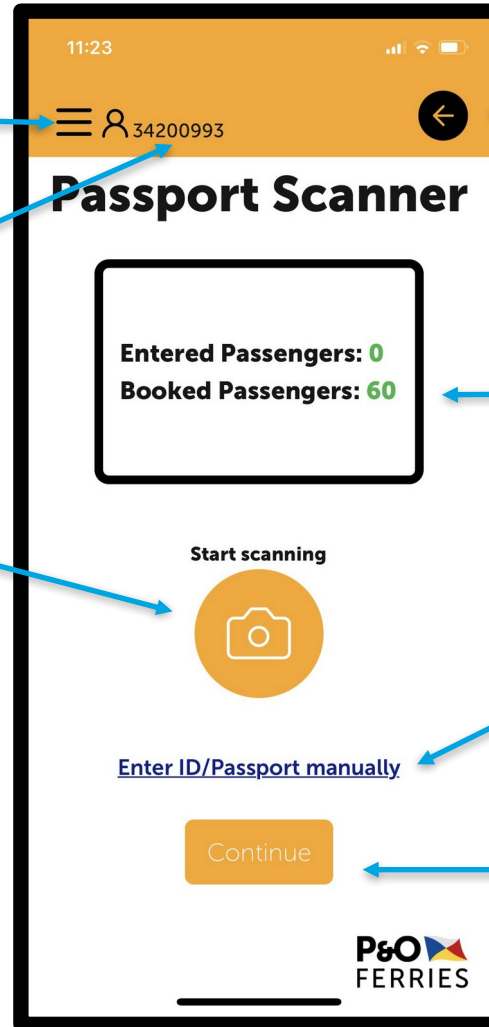 11:23
34200993
Passport Scanner
Entered Passengers: 0
Booked Passengers: 60
Start scanning
Enter ID/Passport manually
Continue
P&O
FERRIES